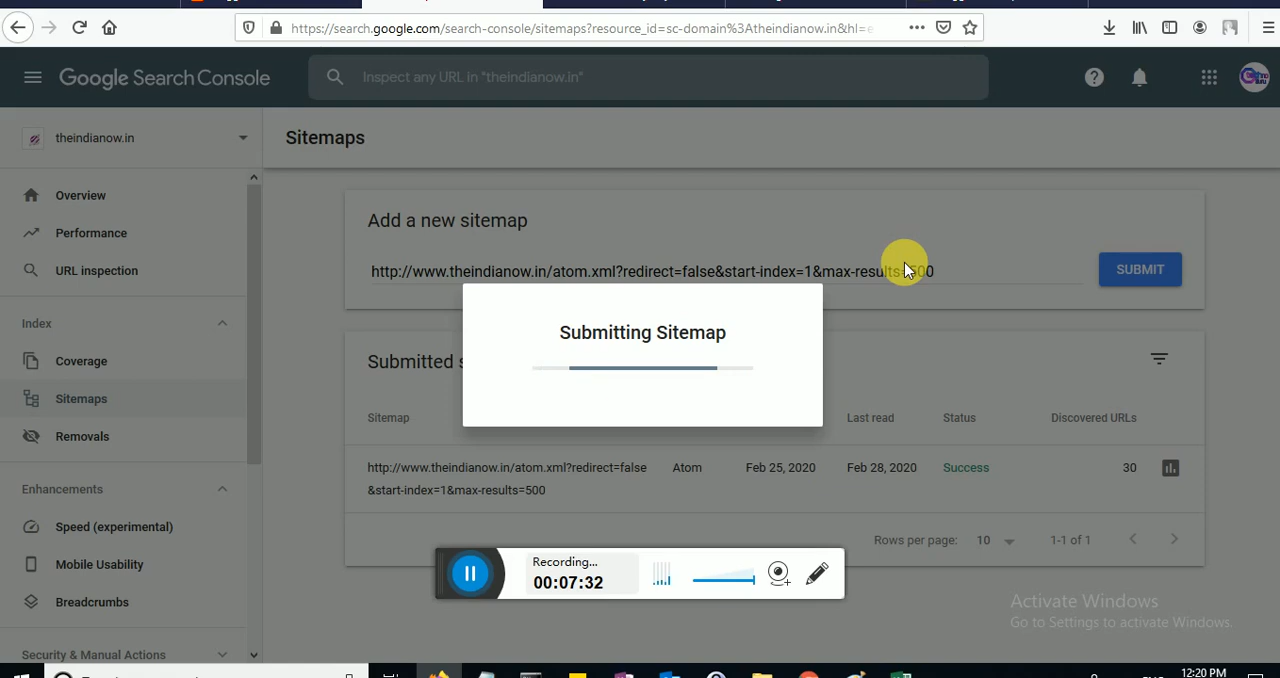 https://search.google.com/search-console/sitemaps?resource_id=sc-domain%3Atheindianow.in&hl=e
Google Search Console
Inspect any URL in "theindianow.in"
theindianow.in
Sitemaps
Overview
Performance
URL inspection
Index
Coverage
Sitemaps
Removals
Enhancements
Speed (experimental)
Mobile Usability
Breadcrumbs
Security & Manual Actions
Add a new sitemap
http://www.theindianow.in/atom.xml?redirect=false&start-index=1&max-results=500
SUBMIT
Submitting Sitemap
Submitted s
Sitemap
Last read
Status
Discovered URLs
http://www.theindianow.in/atom.xml?redirect=false
&start-index=1&max-results=500
Atom
Feb 25, 2020
Feb 28, 2020
Success
30
Rows per page:
10
1-1 of 1
Recording...
00:07:32
Activate Windows
Go to Settings to activate Windows.
12:20 PM